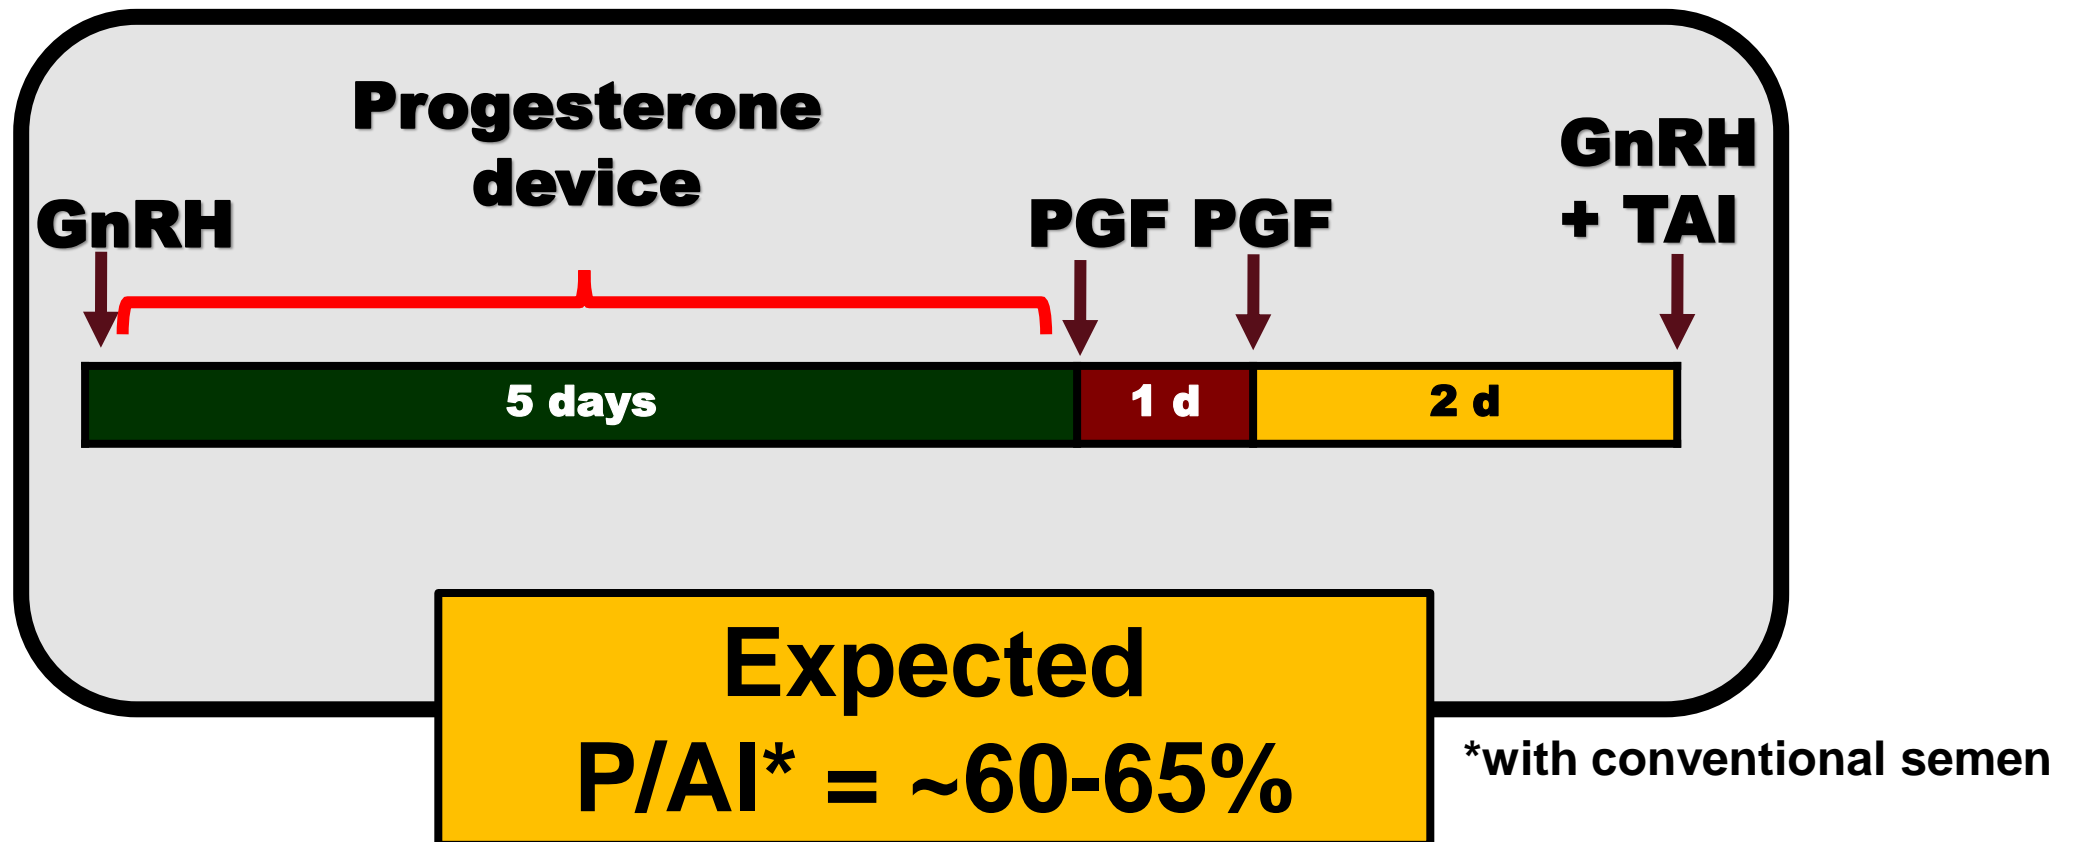 Progesterone
device
GnRH
PGF PGF
GnRH
+ TAI
5 days
1 d
2 d
Expected
P/AI* = ~60-65%
*with conventional semen